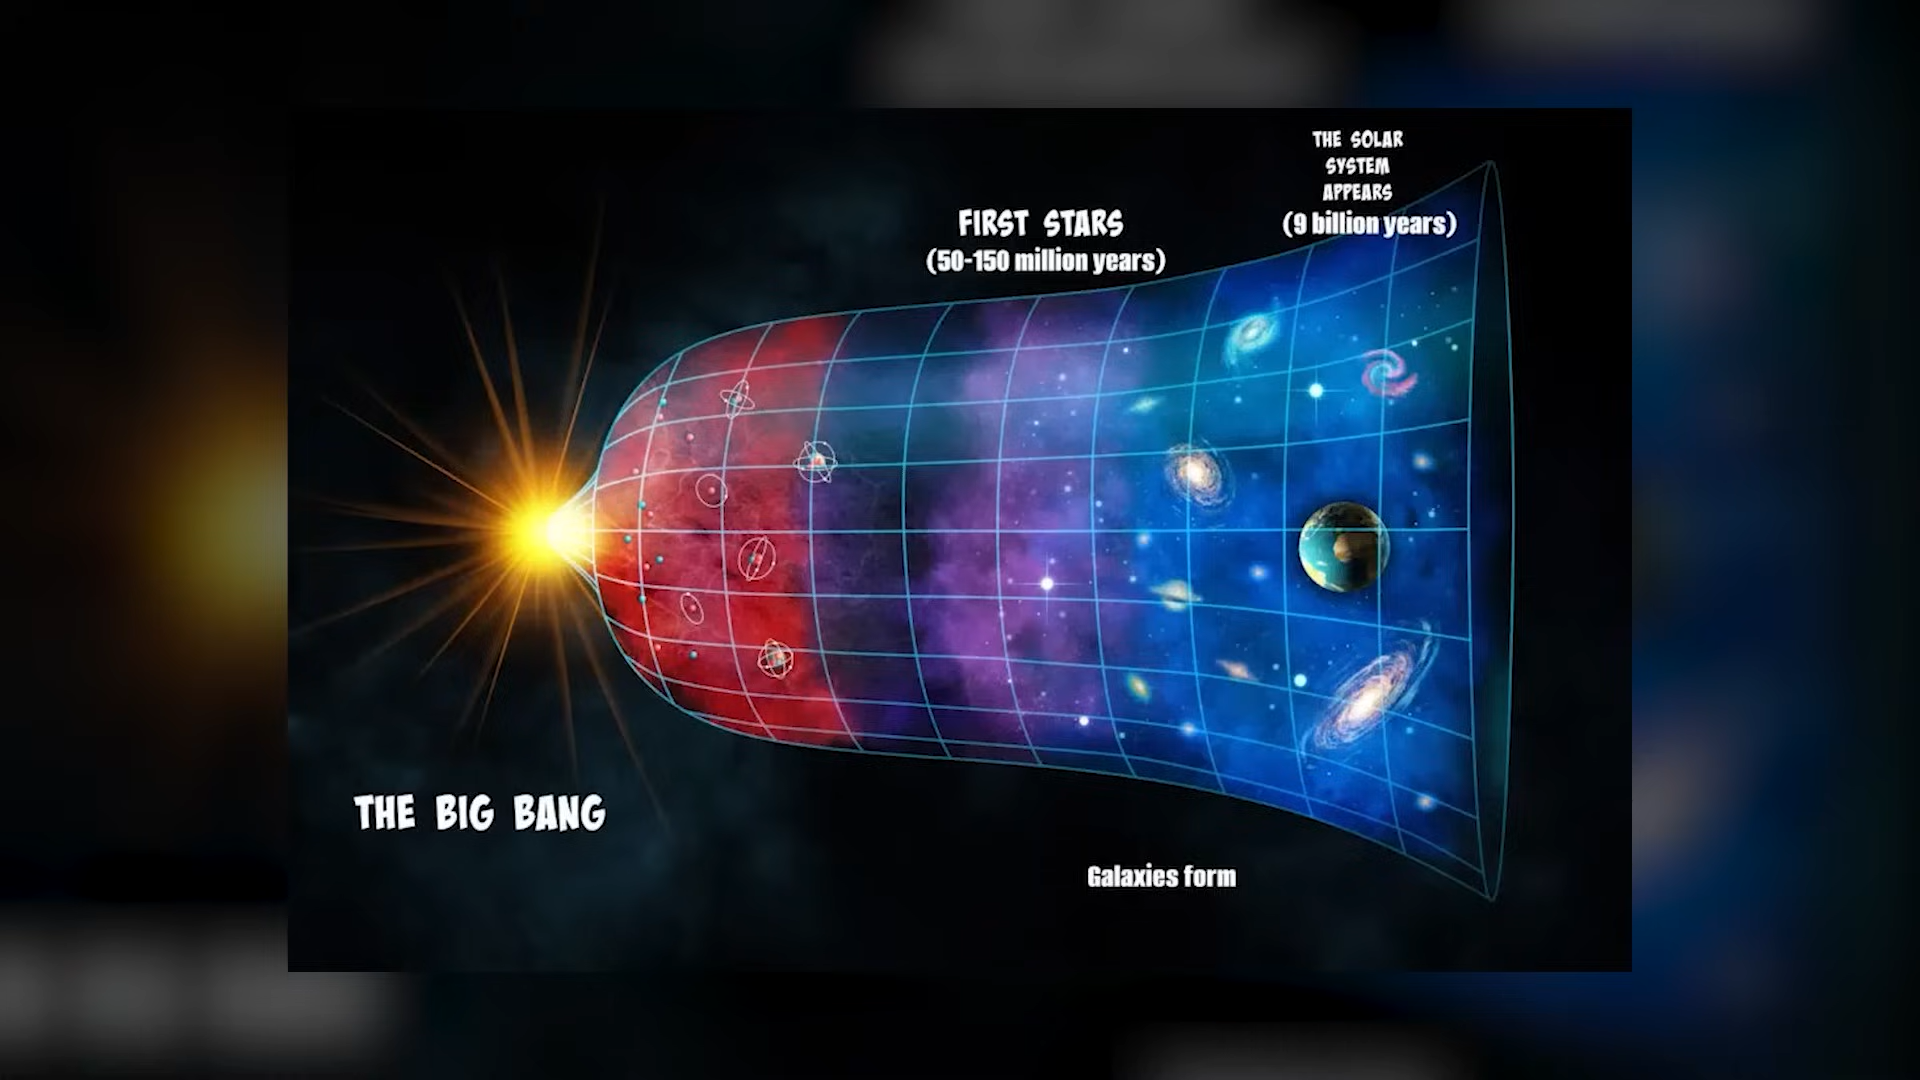 THE SOLAR
SYSTEM
APPEARS
(9 billion years)
FIRST STARS
(50-150 million years)
THE BIG BANG
Galaxies form